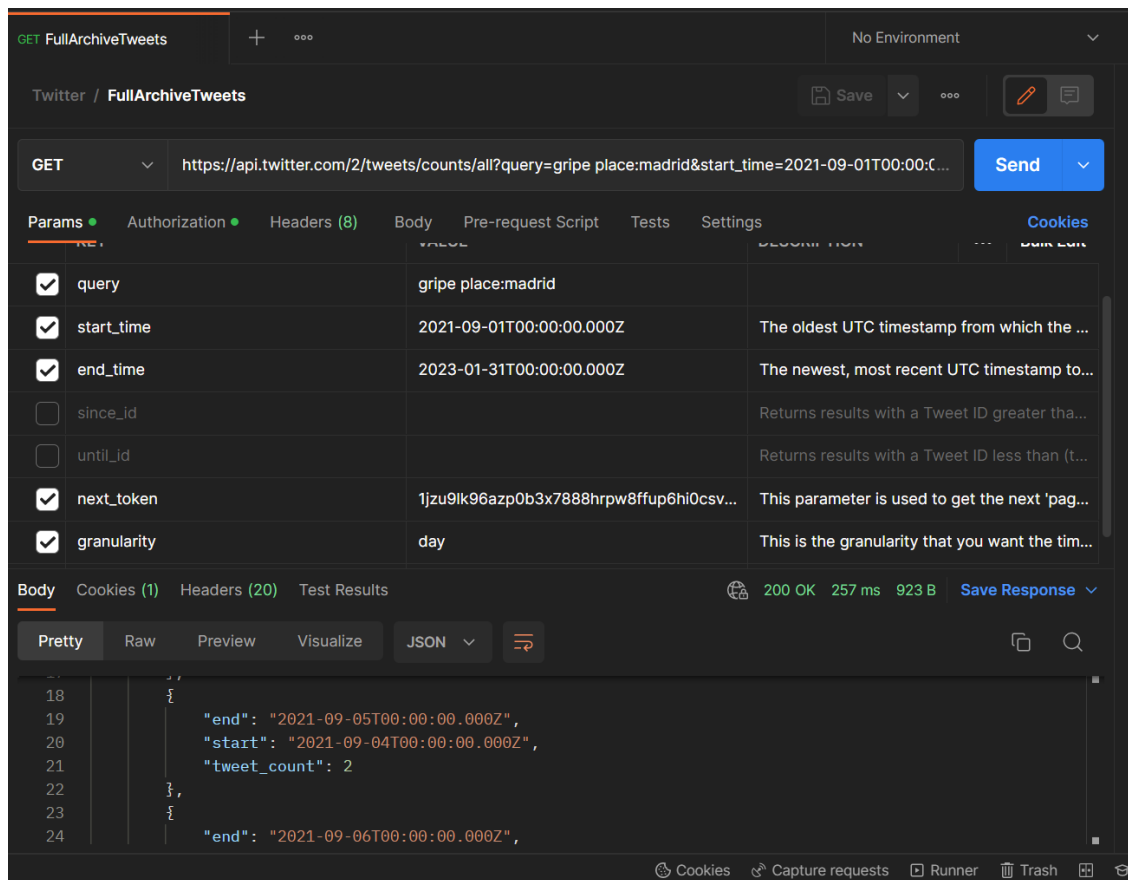 GET FullArchiveTweets
No Environment
Twitter / FullArchiveTweets
Save
GET
https://api.twitter.com/2/tweets/counts/all?query=gripe place:madrid&start_time=2021-09-01T00:00:0...
Send
Params Authorization Headers (8) Body Pre-request Script Tests Settings Cookies
KEY VALUE DESCRIPTION Bulk Edit
query gripe place:madrid
start_time 2021-09-01T00:00:00.000Z The oldest UTC timestamp from which the ...
end_time 2023-01-31T00:00:00.000Z The newest, most recent UTC timestamp to...
since_id Returns results with a Tweet ID greater tha...
until_id Returns results with a Tweet ID less than (t...
next_token 1jzu9lk96azp0b3x7888hrpw8ffup6hi0csv... This parameter is used to get the next 'pag...
granularity day This is the granularity that you want the tim...
Body Cookies (1) Headers (20) Test Results 200 OK 257 ms 923 B Save Response
Pretty Raw Preview Visualize JSON
17 },
18 {
19 "end": "2021-09-05T00:00:00.000Z",
20 "start": "2021-09-04T00:00:00.000Z",
21 "tweet_count": 2
22 },
23 {
24 "end": "2021-09-06T00:00:00.000Z",
Cookies Capture requests Runner Trash